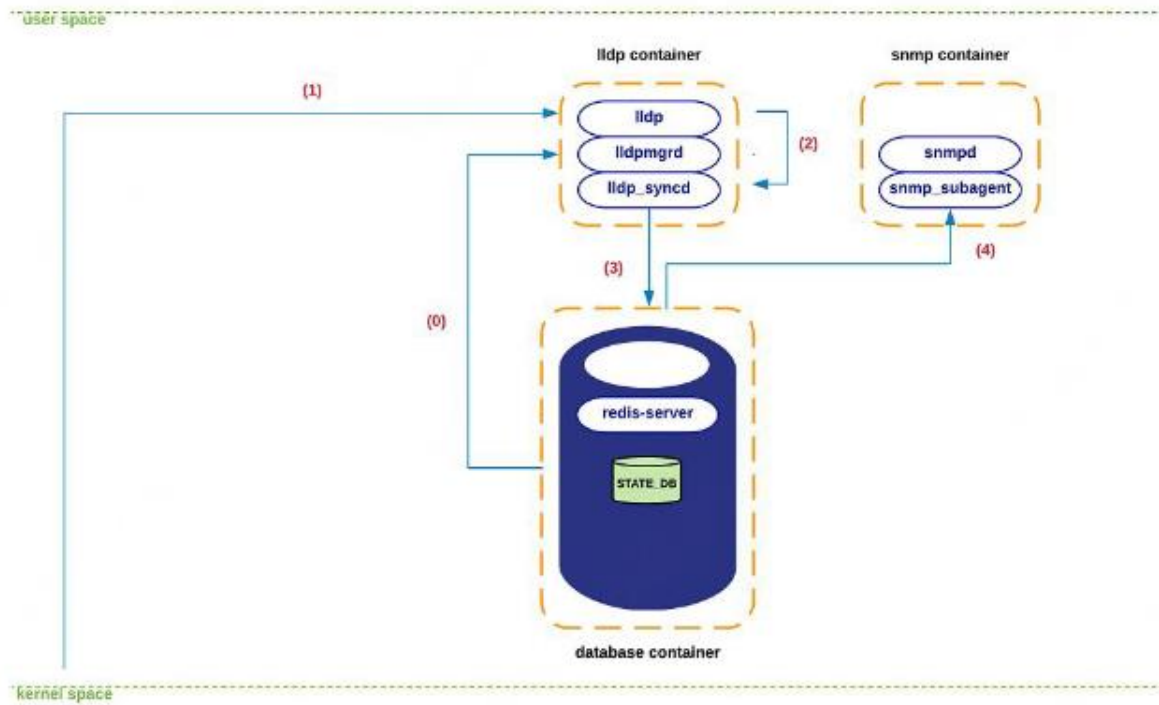 user space
lldp container
snmp container
(1)
lldp
(2)
lldpmgrd
snmpd
lldp_syncd
snmp_subagent
(3)
(4)
(0)
redis-server
STATE_DB
database container
kernel space